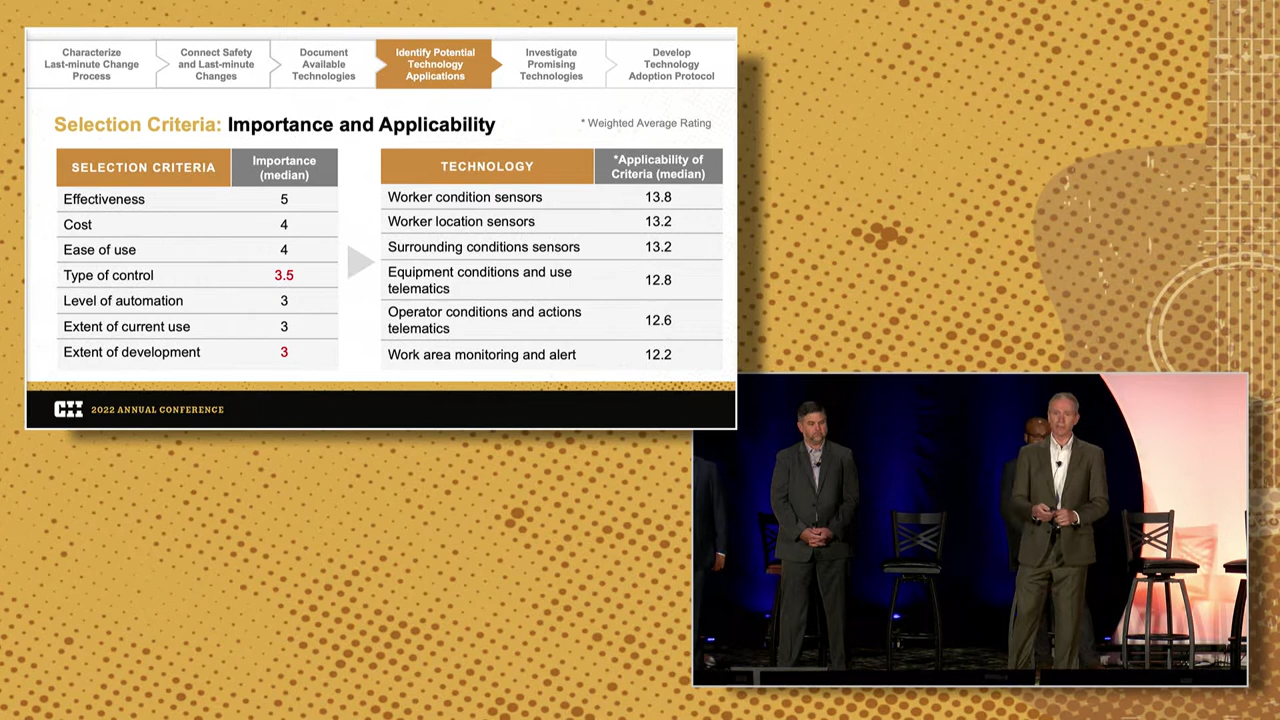 Characterize
Last-minute Change
Process
Connect Safety
and Last-minute
Changes
Document
Available
Technologies
Identify Potential
Technology
Applications
Investigate
Promising
Technologies
Develop
Technology
Adoption Protocol
Selection Criteria: Importance and Applicability
* Weighted Average Rating
SELECTION CRITERIA
Importance
(median)
Effectiveness 5
Cost 4
Ease of use 4
Type of control 3.5
Level of automation 3
Extent of current use 3
Extent of development 3
TECHNOLOGY
*Applicability of
Criteria (median)
Worker condition sensors 13.8
Worker location sensors 13.2
Surrounding conditions sensors 13.2
Equipment conditions and use
telematics 12.8
Operator conditions and actions
telematics 12.6
Work area monitoring and alert 12.2
CII 2022 ANNUAL CONFERENCE